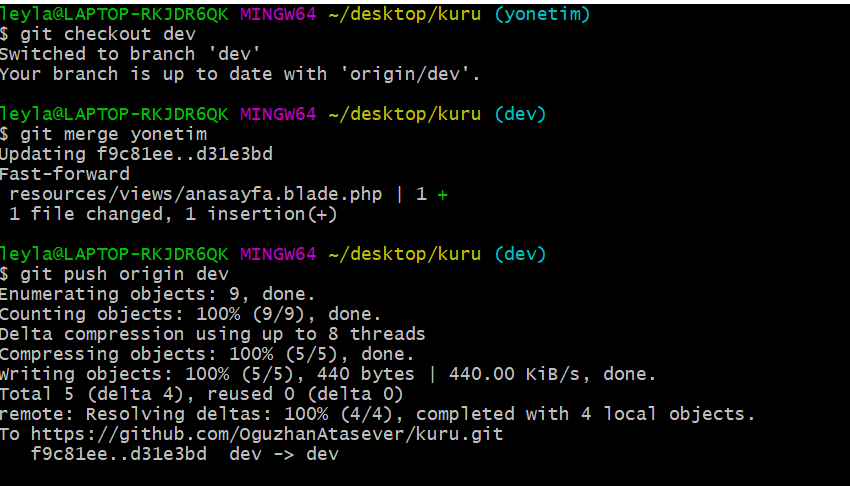 leyla@LAPTOP-RKJDR6QK MINGW64 ~/desktop/kuru (yonetim)
$ git checkout dev
Switched to branch 'dev'
Your branch is up to date with 'origin/dev'.
leyla@LAPTOP-RKJDR6QK MINGW64 ~/desktop/kuru (dev)
$ git merge yonetim
Updating f9c81ee..d31e3bd
Fast-forward
 resources/views/anasayfa.blade.php | 1 +
 1 file changed, 1 insertion(+)
leyla@LAPTOP-RKJDR6QK MINGW64 ~/desktop/kuru (dev)
$ git push origin dev
Enumerating objects: 9, done.
Counting objects: 100% (9/9), done.
Delta compression using up to 8 threads
Compressing objects: 100% (5/5), done.
Writing objects: 100% (5/5), 440 bytes | 440.00 KiB/s, done.
Total 5 (delta 4), reused 0 (delta 0)
remote: Resolving deltas: 100% (4/4), completed with 4 local objects.
To https://github.com/OguzhanAtasever/kuru.git
   f9c81ee..d31e3bd  dev -> dev